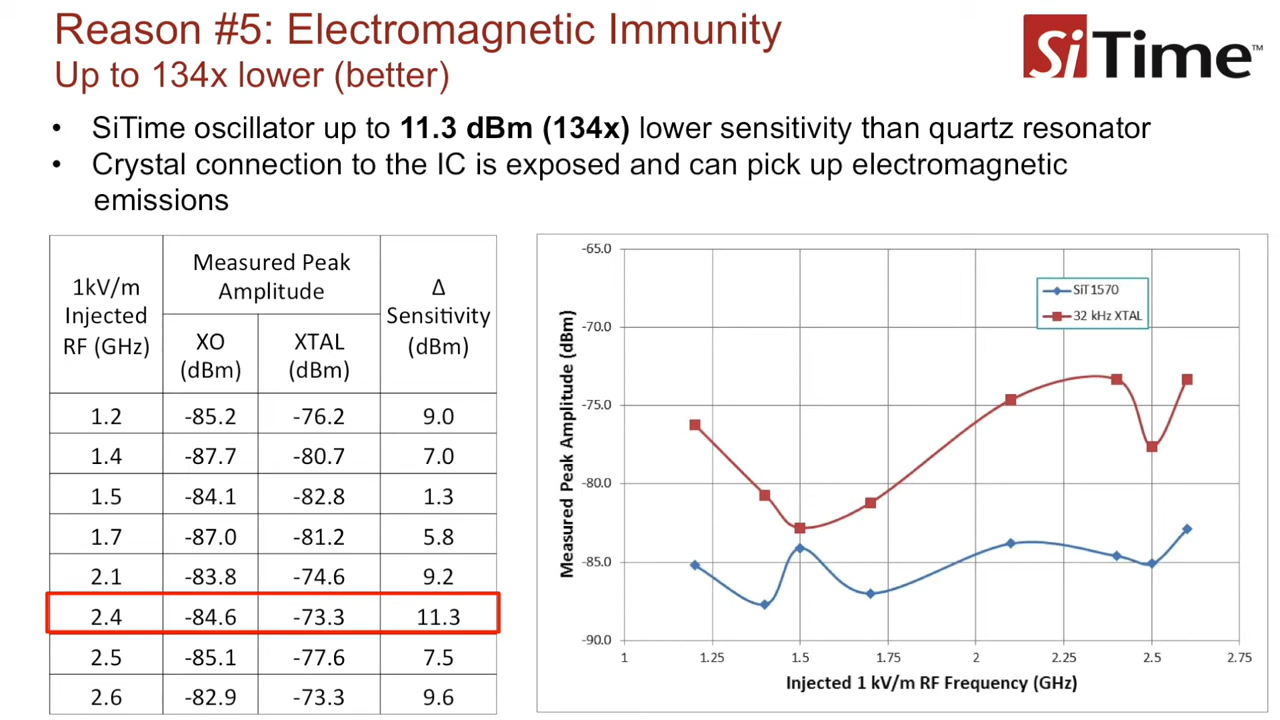 Reason #5: Electromagnetic Immunity
Up to 134x lower (better)
SiTime™
• SiTime oscillator up to 11.3 dBm (134x) lower sensitivity than quartz resonator
• Crystal connection to the IC is exposed and can pick up electromagnetic
emissions
1kV/m
Injected
RF (GHz)
Measured Peak
Amplitude
XO
(dBm)
XTAL
(dBm)
Δ
Sensitivity
(dBm)
1.2 -85.2 -76.2 9.0
1.4 -87.7 -80.7 7.0
1.5 -84.1 -82.8 1.3
1.7 -87.0 -81.2 5.8
2.1 -83.8 -74.6 9.2
2.4 -84.6 -73.3 11.3
2.5 -85.1 -77.6 7.5
2.6 -82.9 -73.3 9.6
Measured Peak Amplitude (dBm)
-65.0
-70.0
-75.0
-80.0
-85.0
-90.0
SiT1570
32 kHz XTAL
1 1.25 1.5 1.75 2 2.25 2.5 2.75
Injected 1 kV/m RF Frequency (GHz)